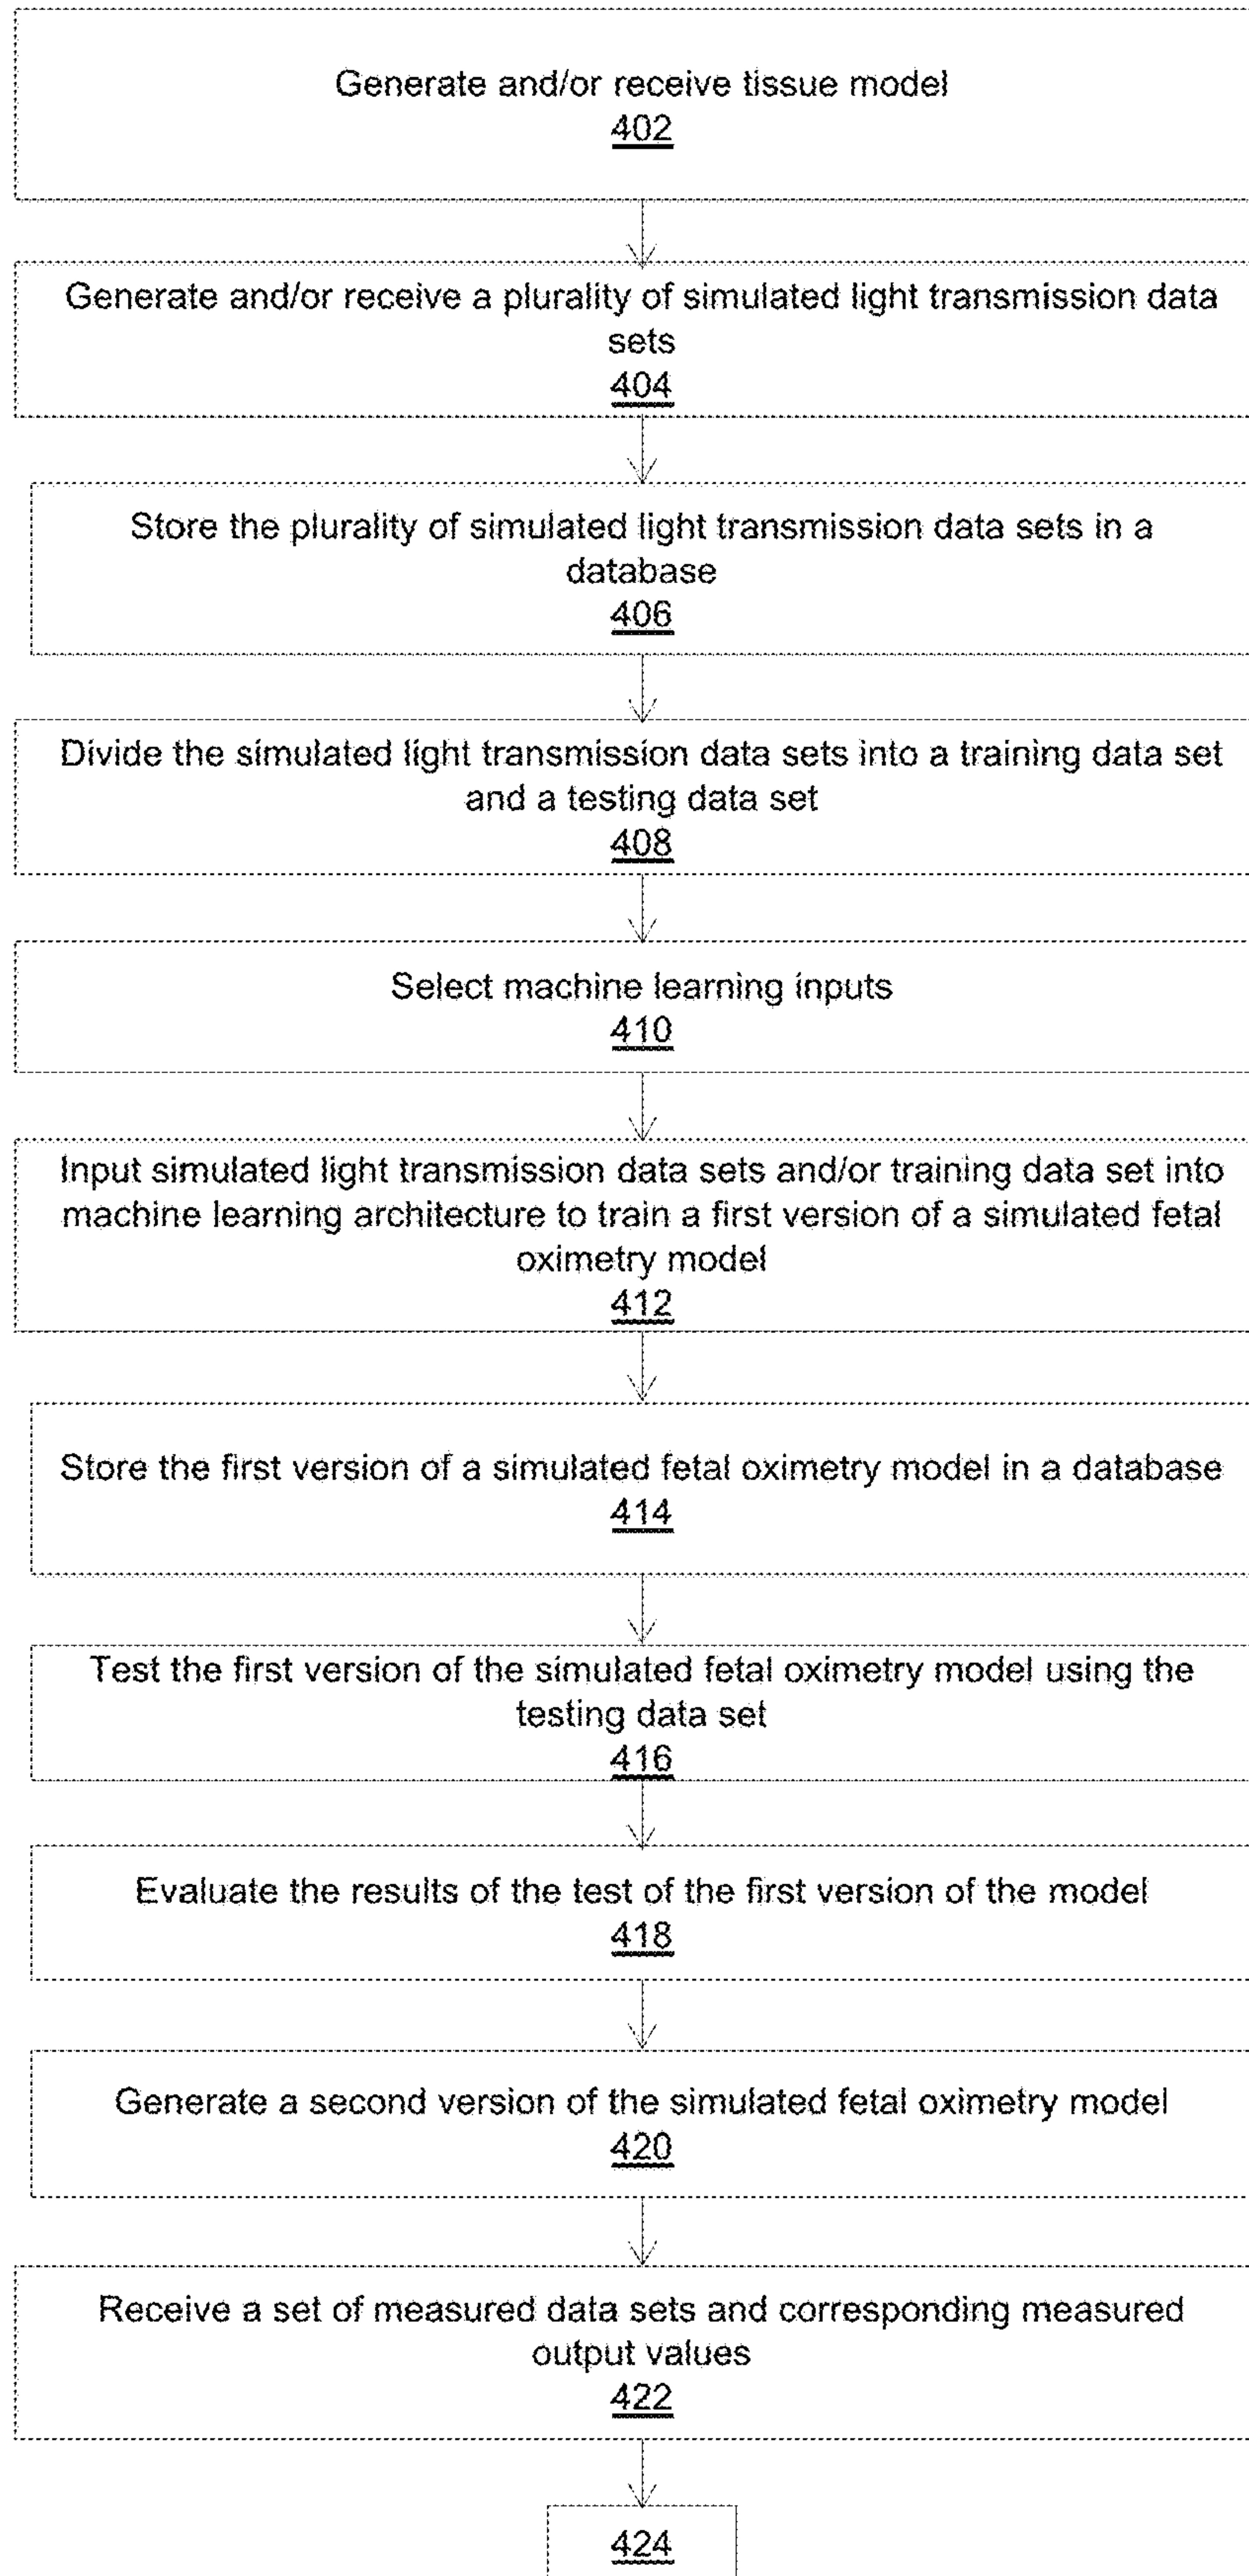 Generate and/or receive tissue model
402
Generate and/or receive a plurality of simulated light transmission data
sets
404
Store the plurality of simulated light transmission data sets in a
database
406
Divide the simulated light transmission data sets into a training data set
and a testing data set
408
Select machine learning inputs
410
Input simulated light transmission data sets and/or training data set into
machine learning architecture to train a first version of a simulated fetal
oximetry model
412
Store the first version of a simulated fetal oximetry model in a database
414
Test the first version of the simulated fetal oximetry model using the
testing data set
416
Evaluate the results of the test of the first version of the model
418
Generate a second version of the simulated fetal oximetry model
420
Receive a set of measured data sets and corresponding measured
output values
422
424